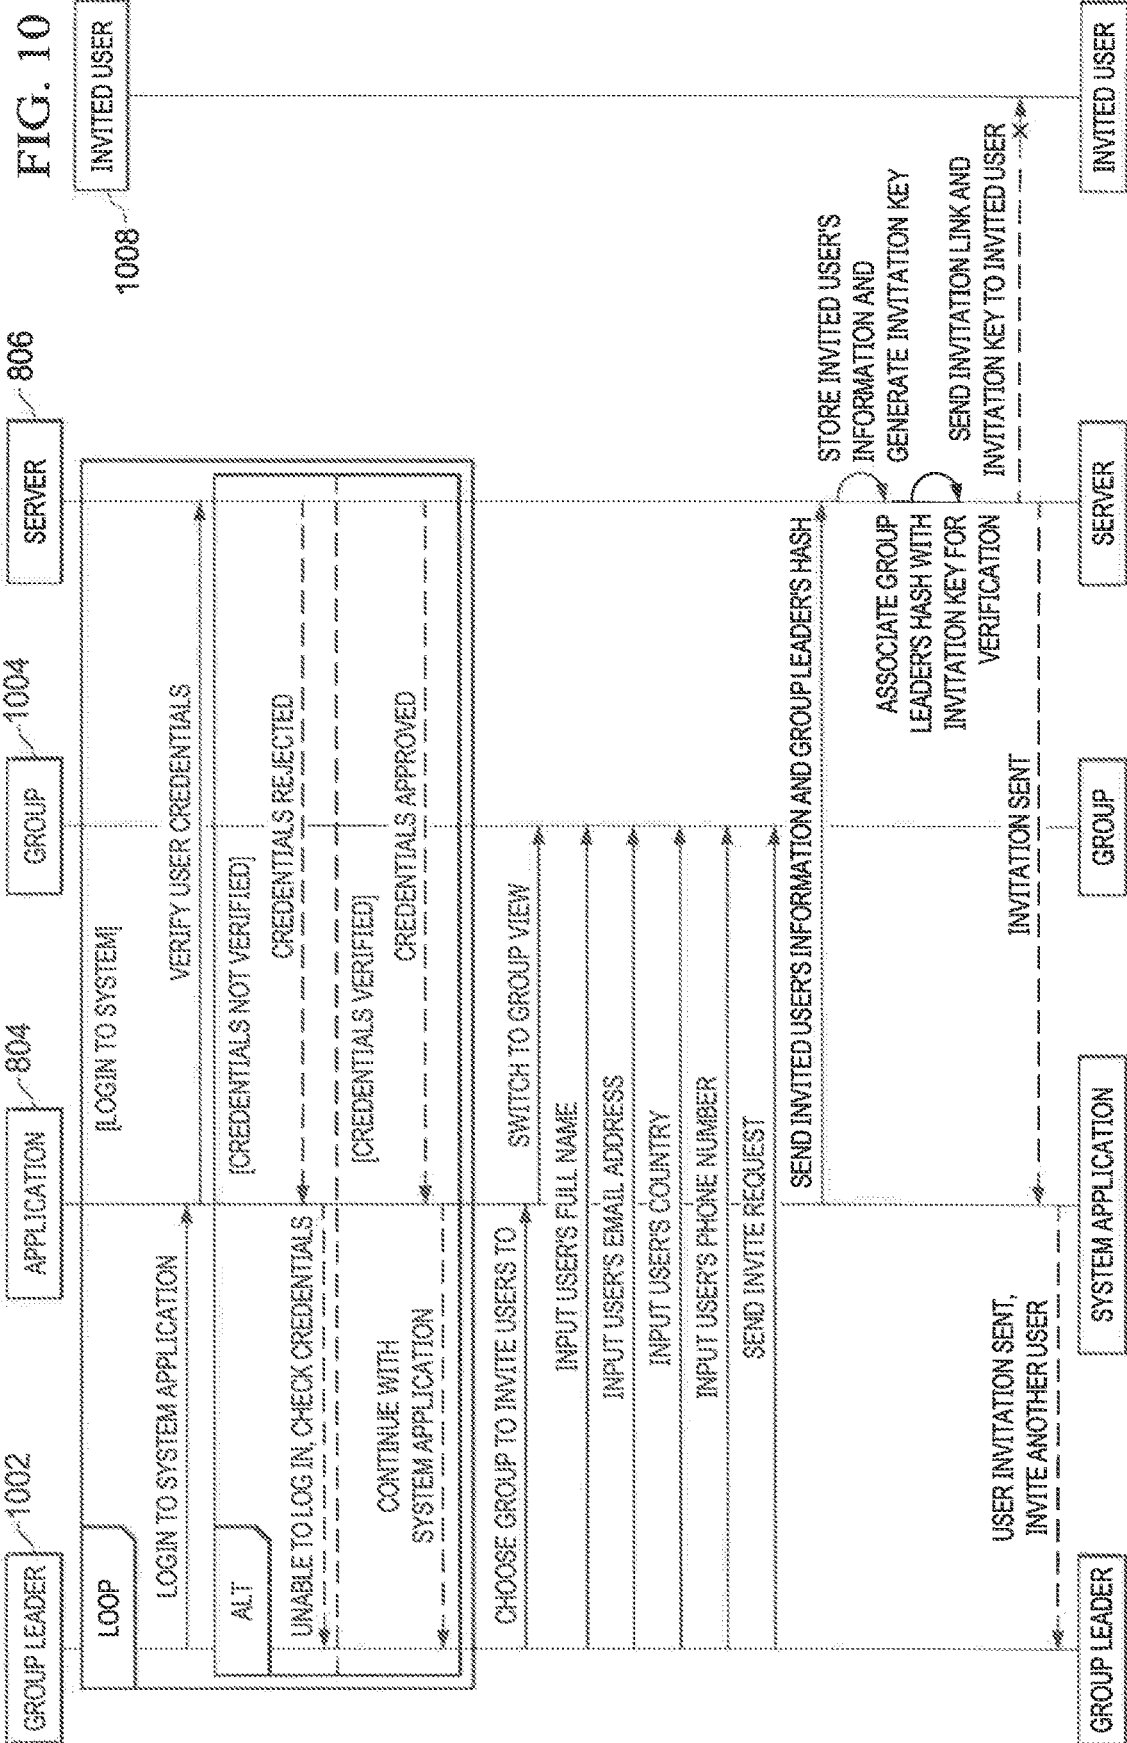 FIG. 10
1002
804
1004
806
1008
GROUP LEADER
APPLICATION
GROUP
SERVER
INVITED USER
LOOP
[LOGIN TO SYSTEM]
LOGIN TO SYSTEM APPLICATION
VERIFY USER CREDENTIALS
ALT
[CREDENTIALS NOT VERIFIED]
CREDENTIALS REJECTED
UNABLE TO LOG IN, CHECK CREDENTIALS
[CREDENTIALS VERIFIED]
CREDENTIALS APPROVED
CONTINUE WITH
SYSTEM APPLICATION
CHOOSE GROUP TO INVITE USERS TO
SWITCH TO GROUP VIEW
INPUT USER'S FULL NAME
INPUT USER'S EMAIL ADDRESS
INPUT USER'S COUNTRY
INPUT USER'S PHONE NUMBER
SEND INVITE REQUEST
SEND INVITED USER'S INFORMATION AND GROUP LEADER'S HASH
STORE INVITED USER'S
INFORMATION AND
GENERATE INVITATION KEY
ASSOCIATE GROUP
LEADER'S HASH WITH
INVITATION KEY FOR
VERIFICATION
SEND INVITATION LINK AND
INVITATION KEY TO INVITED USER
INVITATION SENT
USER INVITATION SENT,
INVITE ANOTHER USER
GROUP LEADER
SYSTEM APPLICATION
GROUP
SERVER
INVITED USER